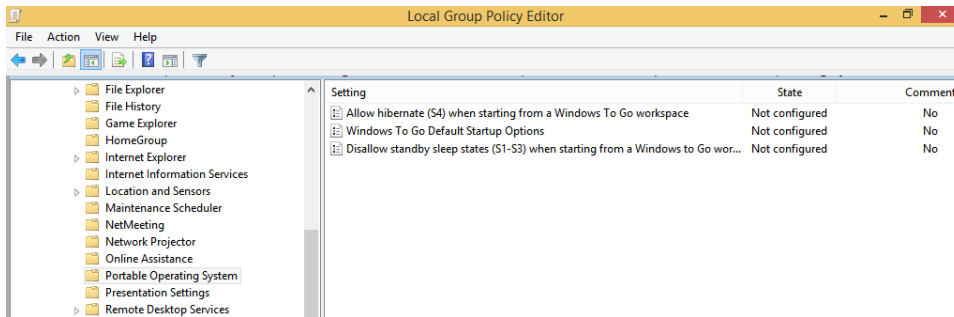 Local Group Policy Editor
File Action View Help
File Explorer
File History
Game Explorer
HomeGroup
Internet Explorer
Internet Information Services
Location and Sensors
Maintenance Scheduler
NetMeeting
Network Projector
Online Assistance
Portable Operating System
Presentation Settings
Remote Desktop Services
Setting State Comment
Allow hibernate (S4) when starting from a Windows To Go workspace Not configured No
Windows To Go Default Startup Options Not configured No
Disallow standby sleep states (S1-S3) when starting from a Windows to Go wor... Not configured No